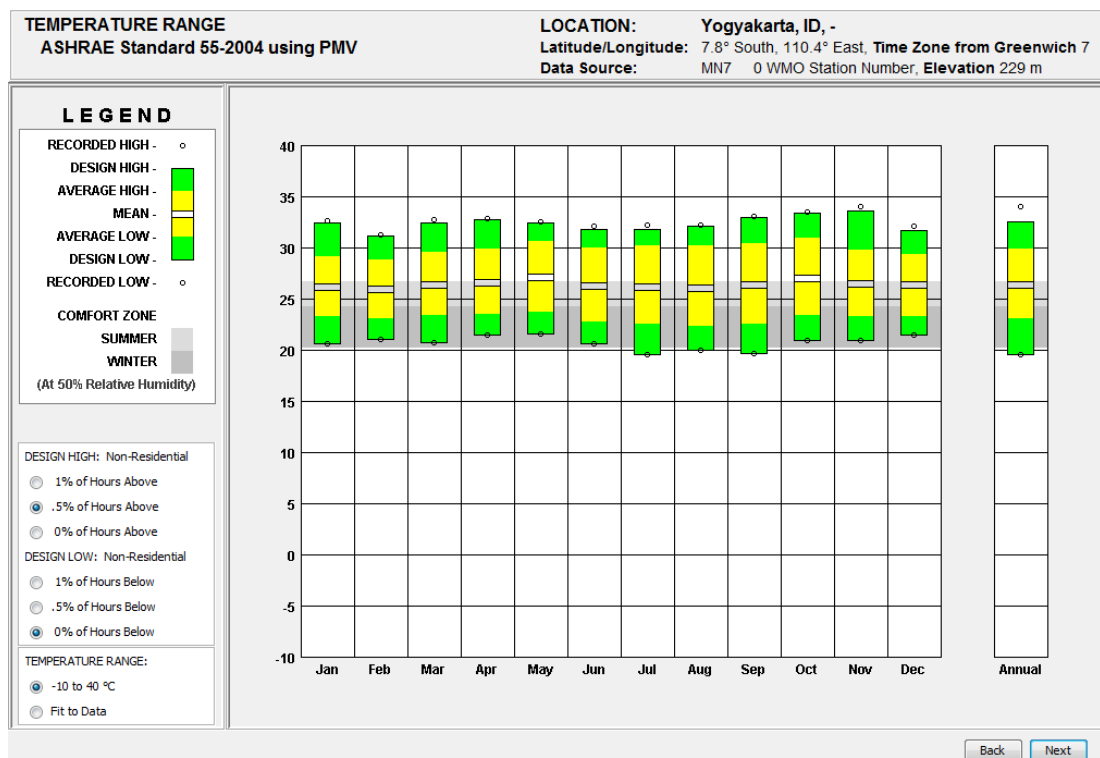 TEMPERATURE RANGE
ASHRAE Standard 55-2004 using PMV
LOCATION: Yogyakarta, ID, -
Latitude/Longitude: 7.8° South, 110.4° East, Time Zone from Greenwich 7
Data Source: MN7 0 WMO Station Number, Elevation 229 m
LEGEND
RECORDED HIGH -
DESIGN HIGH -
AVERAGE HIGH -
MEAN -
AVERAGE LOW -
DESIGN LOW -
RECORDED LOW -
COMFORT ZONE
SUMMER
WINTER
(At 50% Relative Humidity)
DESIGN HIGH: Non-Residential
1% of Hours Above
.5% of Hours Above
0% of Hours Above
DESIGN LOW: Non-Residential
1% of Hours Below
.5% of Hours Below
0% of Hours Below
TEMPERATURE RANGE:
-10 to 40 °C
Fit to Data
40
35
30
25
20
15
10
5
0
-5
-10
Jan Feb Mar Apr May Jun Jul Aug Sep Oct Nov Dec Annual
Back Next